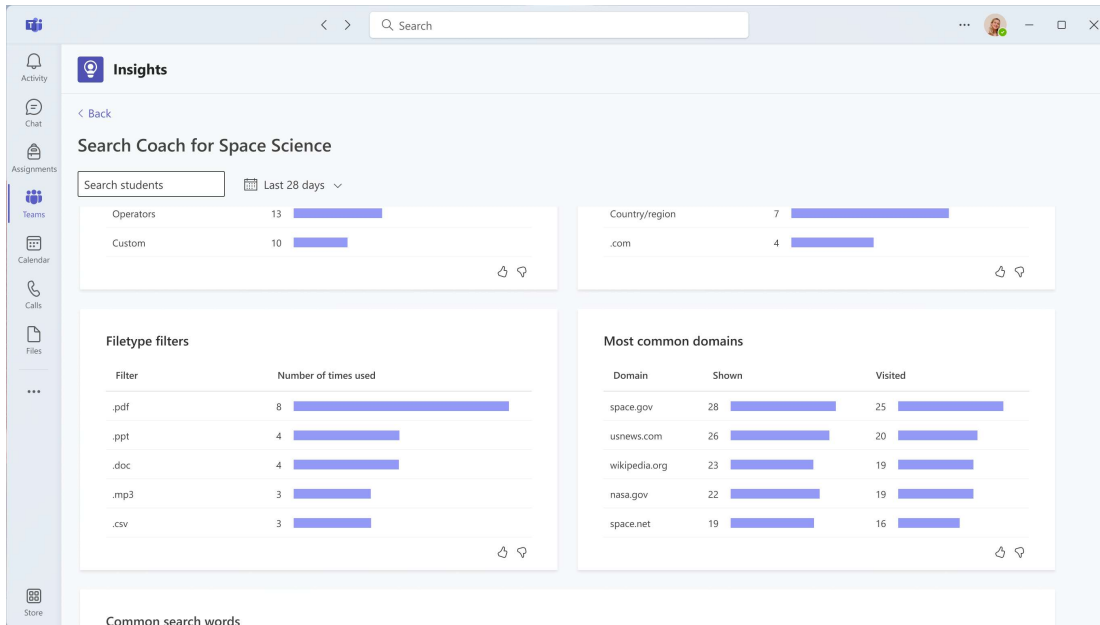 Search
Activity
Chat
Assignments
Teams
Calendar
Calls
Files
Store
Insights
Back
Search Coach for Space Science
Search students
Last 28 days
Operators 13
Custom 10
Country/region 7
.com 4
Filetype filters
Filter Number of times used
.pdf 8
.ppt 4
.doc 4
.mp3 3
.csv 3
Most common domains
Domain Shown Visited
space.gov 28 25
usnews.com 26 20
wikipedia.org 23 19
nasa.gov 22 19
space.net 19 16
Common search words